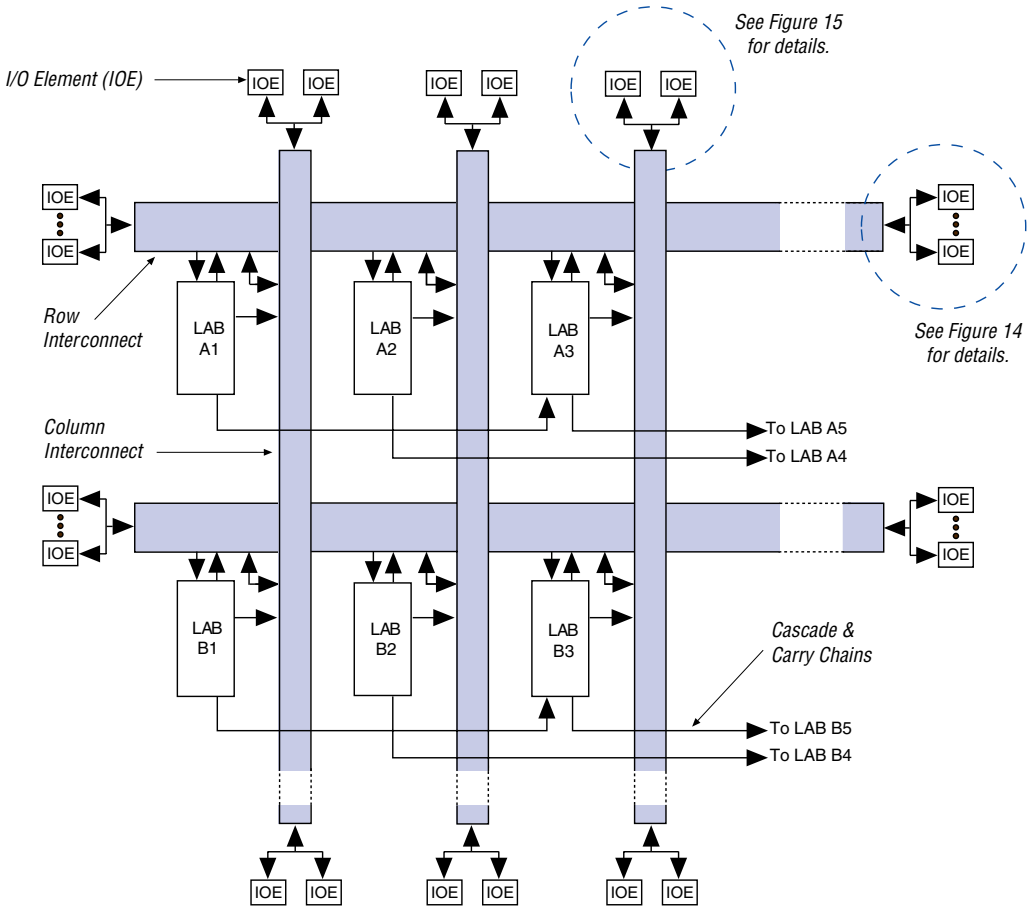 See Figure 15
for details.
I/O Element (IOE)
IOE IOE IOE IOE IOE IOE
IOE IOE
IOE IOE
Row
Interconnect
LAB
A1
LAB
A2
LAB
A3
See Figure 14
for details.
Column
Interconnect
To LAB A5
To LAB A4
IOE IOE
IOE IOE
LAB
B1
LAB
B2
LAB
B3
Cascade &
Carry Chains
To LAB B5
To LAB B4
IOE IOE IOE IOE IOE IOE